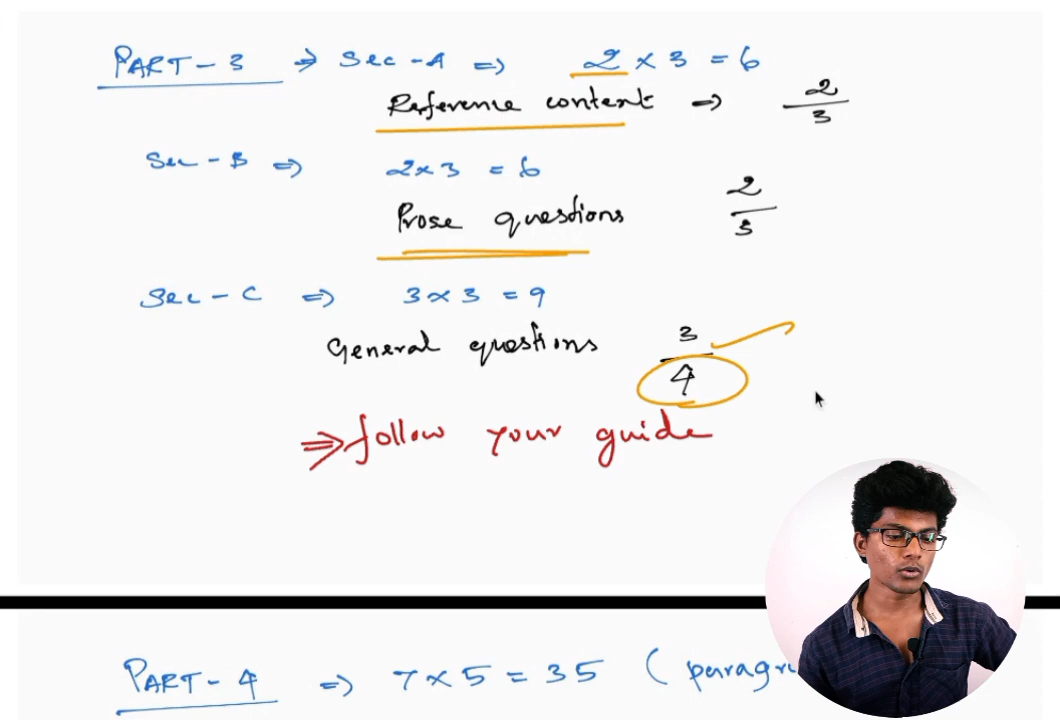 PART-3 ⇒ Sec-A ⇒ 2 × 3 = 6
Reference content ⇒ 2/3
Sec-B ⇒ 2×3 = 6
Prose questions 2/3
Sec-C ⇒ 3×3 = 9
General questions 3/4
⇒ follow your guide
PART-4 ⇒ 7×5 = 35 (